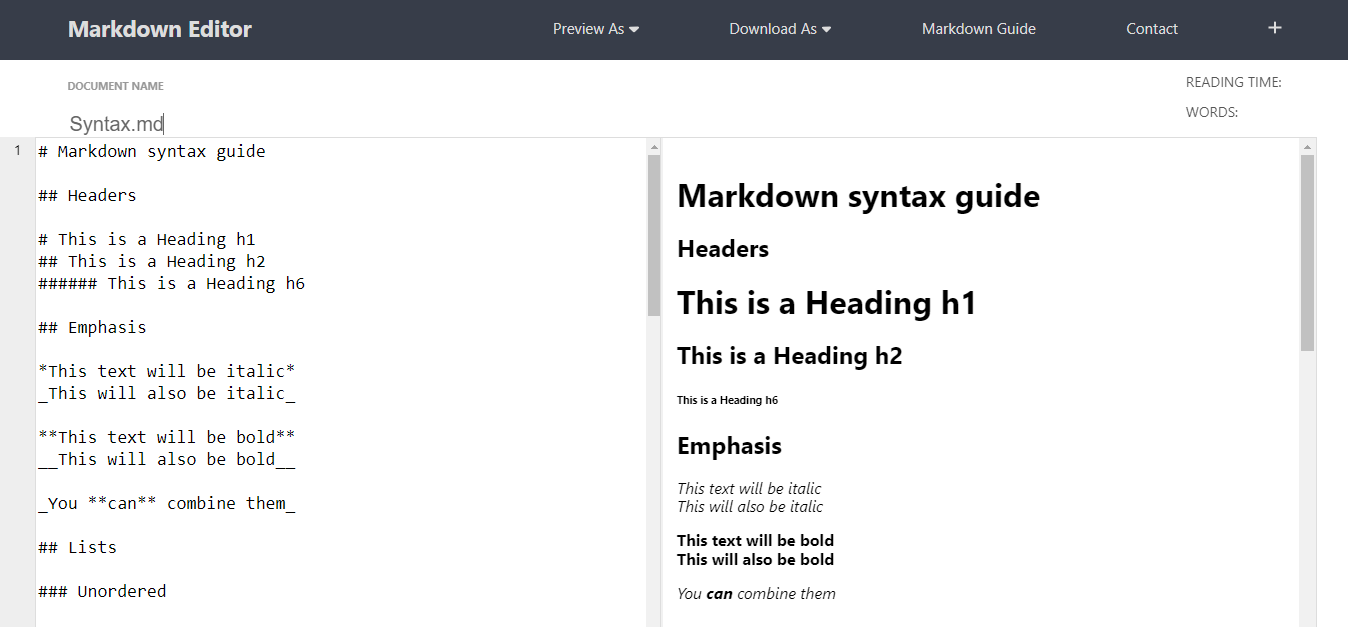 Markdown Editor
Preview As
Download As
Markdown Guide
Contact
+
DOCUMENT NAME
Syntax.md
READING TIME:
WORDS:
1
# Markdown syntax guide
## Headers
# This is a Heading h1
## This is a Heading h2
###### This is a Heading h6
## Emphasis
*This text will be italic*
_This will also be italic_
**This text will be bold**
__This will also be bold__
_You **can** combine them_
## Lists
### Unordered
Markdown syntax guide
Headers
This is a Heading h1
This is a Heading h2
This is a Heading h6
Emphasis
This text will be italic
This will also be italic
This text will be bold
This will also be bold
You can combine them